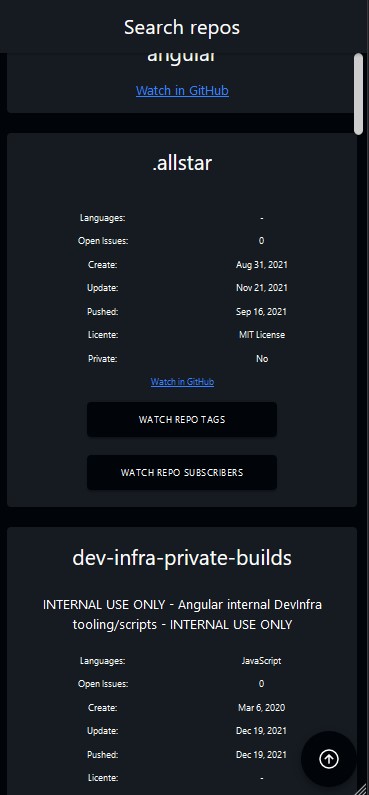 Search repos
angular
Watch in GitHub
.allstar
Languages: -
Open Issues: 0
Create: Aug 31, 2021
Update: Nov 21, 2021
Pushed: Sep 16, 2021
Licente: MIT License
Private: No
Watch in GitHub
WATCH REPO TAGS
WATCH REPO SUBSCRIBERS
dev-infra-private-builds
INTERNAL USE ONLY - Angular internal DevInfra
tooling/scripts - INTERNAL USE ONLY
Languages: JavaScript
Open Issues: 0
Create: Mar 6, 2020
Update: Dec 19, 2021
Pushed: Dec 19, 2021
Licente: -